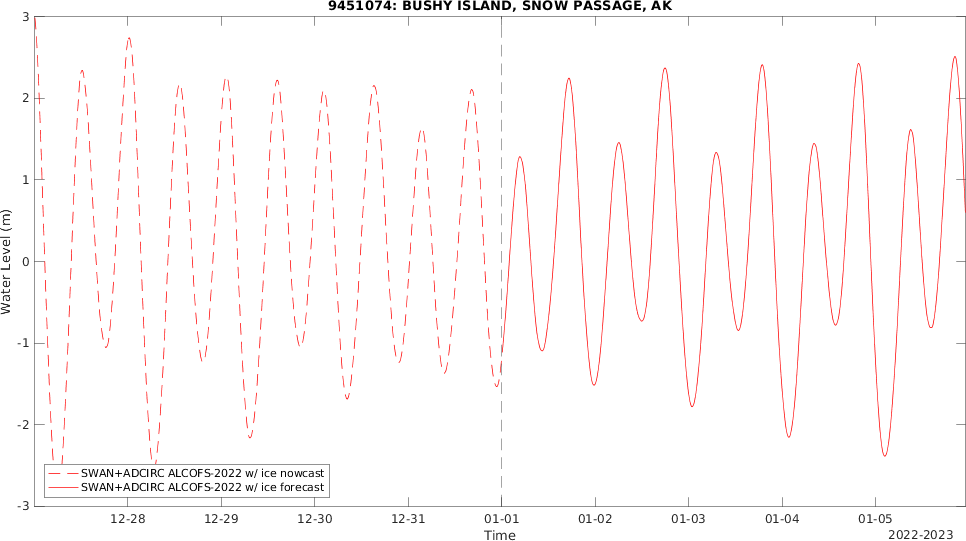 9451074: BUSHY ISLAND, SNOW PASSAGE, AK
3
2
1
0
-1
-2
-3
Water Level (m)
SWAN+ADCIRC ALCOFS-2022 w/ ice nowcast
SWAN+ADCIRC ALCOFS-2022 w/ ice forecast
12-28 12-29 12-30 12-31 01-01 01-02 01-03 01-04 01-05
Time
2022-2023